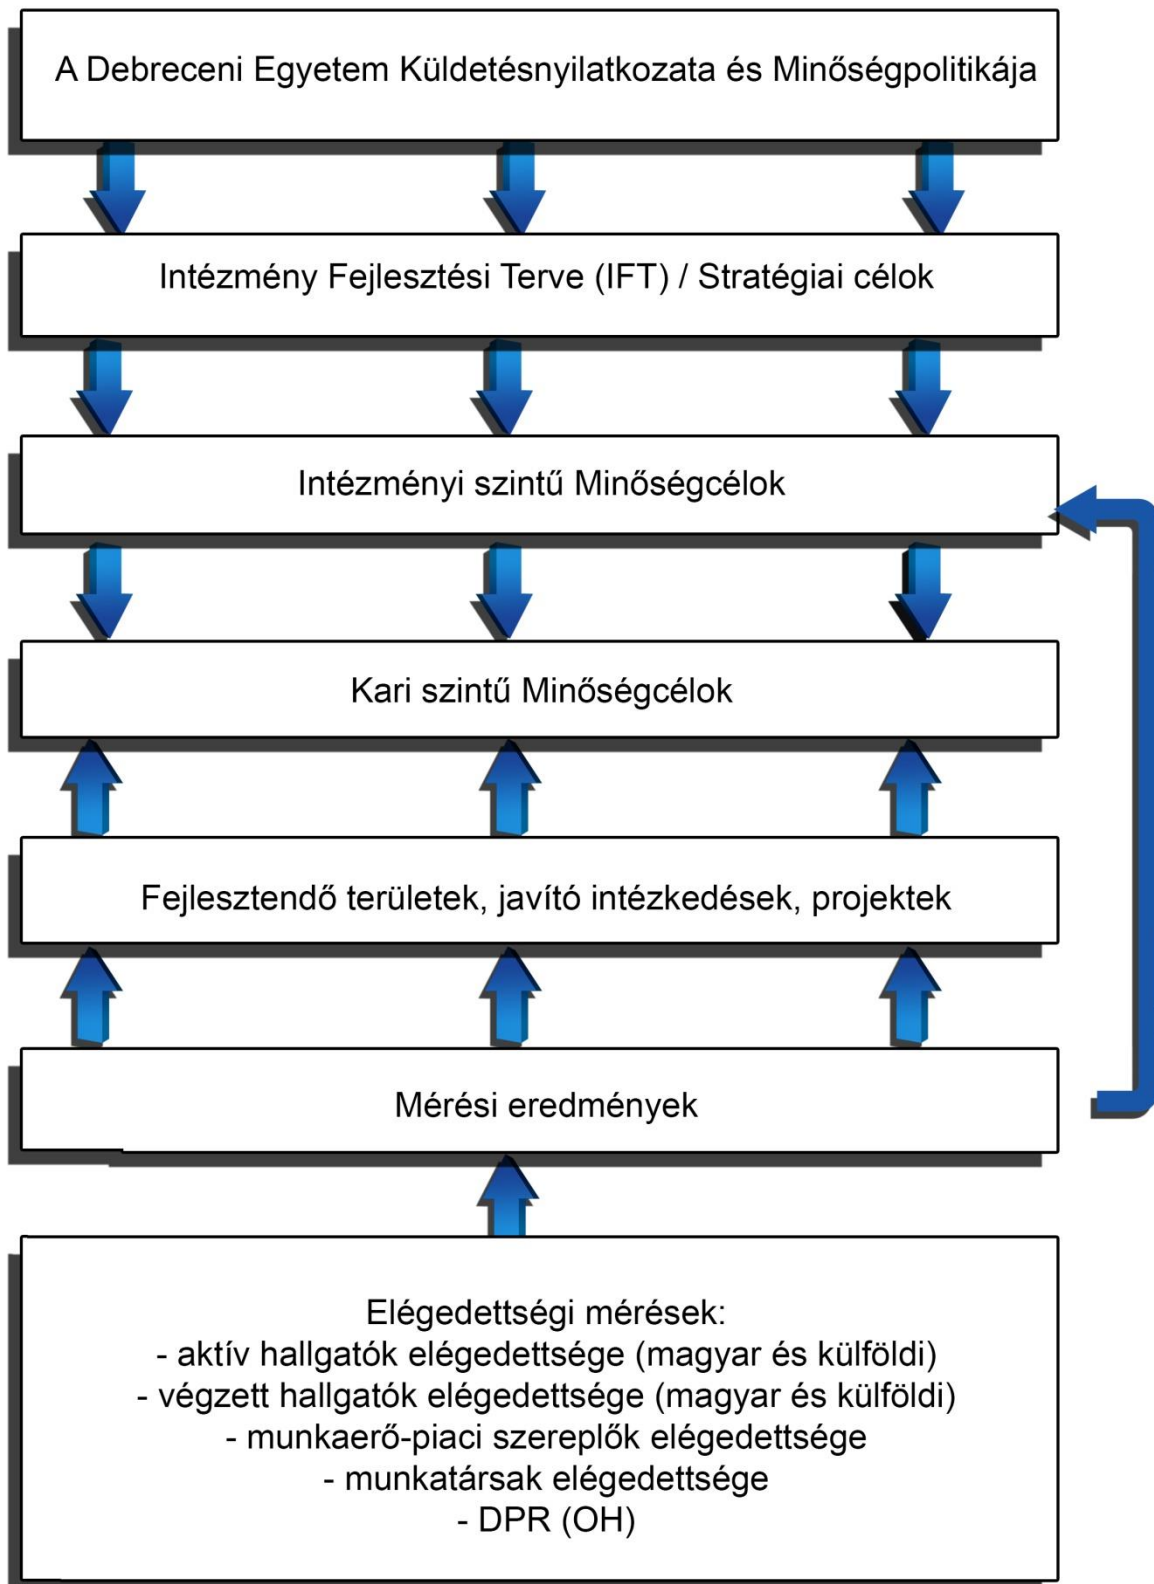 A Debreceni Egyetem Küldetésnyilatkozata és Minőségpolitikája
Intézmény Fejlesztési Terve (IFT) / Stratégiai célok
Intézményi szintű Minőségcélok
Kari szintű Minőségcélok
Fejlesztendő területek, javító intézkedések, projektek
Mérési eredmények
Elégedettségi mérések:
- aktív hallgatók elégedettsége (magyar és külföldi)
- végzett hallgatók elégedettsége (magyar és külföldi)
- munkaerő-piaci szereplők elégedettsége
- munkatársak elégedettsége
- DPR (OH)